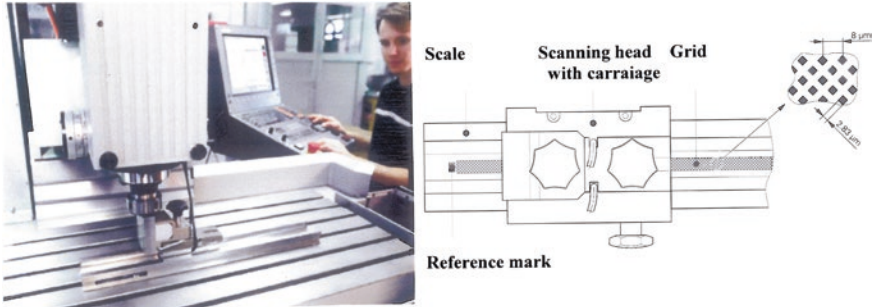 Scale
Scanning head
with carraiage
Grid
8 µm
2.83 µm
Reference mark